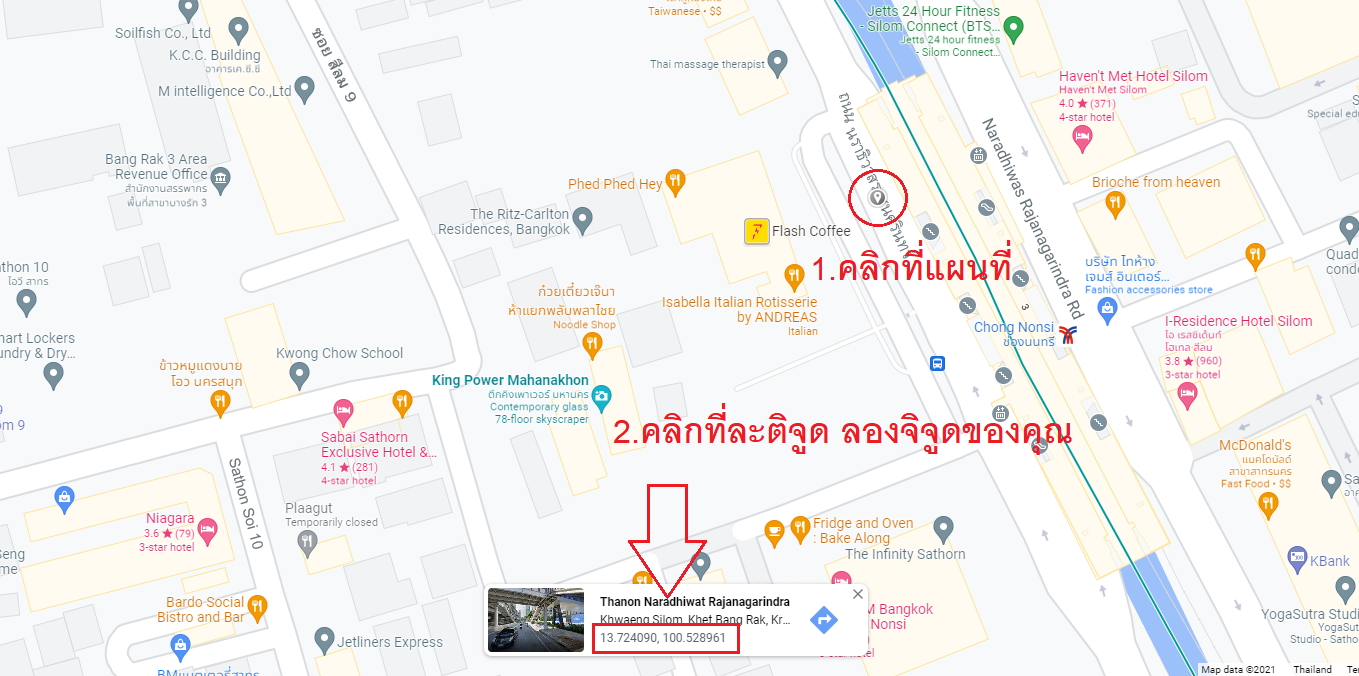 Taiwanese • $$
Soilfish Co., Ltd
K.C.C. Building
อาคารเค.ซี.ซี
M intelligence Co.,Ltd
ซอย สีลม 9
Thai massage therapist
Jetts 24 Hour Fitness
- Silom Connect (BTS...
Jetts 24 hour fitness
- Silom Connect...
Haven't Met Hotel Silom
Haven't Met Silom
4.0 ★ (371)
4-star hotel
Special edu
Bang Rak 3 Area
Revenue Office
สำนักงานสรรพากร
พื้นที่สาขาบางรัก 3
Phed Phed Hey
The Ritz-Carlton
Residences, Bangkok
Flash Coffee
ถนน นราธิวาสราชนครินทร์
Naradhiwas Rajanagarindra Rd
Brioche from heaven
1.คลิกที่แผนที่
บริษัท ไทห้าง
เจมส์ อินเตอร์...
Fashion accessories store
Quad
cond
athon 10
ไอวี สาทร
ก๋วยเตี๋ยวเจ๊นา
ห้าแยกพลับพลาไชย
Noodle Shop
Isabella Italian Rotisserie
by ANDREAS
Italian
3
Chong Nonsi
ช่องนนทรี
I-Residence Hotel Silom
ไอ เรสซิเด้นท์
โฮเทล สีลม
3.8 ★ (960)
3-star hotel
mart Lockers
undry & Dry...
Kwong Chow School
ข้าวหมูแดงนาย
โอว นครสนุก
King Power Mahanakhon
ตึกคิงเพาเวอร์ มหานคร
Contemporary glass
78-floor skyscraper
9
om 9
Sabai Sathorn
Exclusive Hotel &...
4.1 ★ (281)
4-star hotel
2.คลิกที่ละติจูด ลองจิจูดของคุณ
McDonald's
แมคโดนัลด์
สาขาสาทรนคร
Fast Food • $$
Sathon Soi 10
Plaagut
Temporarily closed
Niagara
3.6 ★ (79)
3-star hotel
Fridge and Oven
: Bake Along
The Infinity Sathorn
Seng
ome
KBank
Thanon Naradhiwat Rajanagarindra
Khwaeng Silom, Khet Bang Rak, Kr...
13.724090, 100.528961
M Bangkok
Nonsi
hotel
Bardo Social
Bistro and Bar
Jetliners Express
YogaSutra Studi
YogaSut
Studio - Satho
Map data ©2021
Thailand
Te